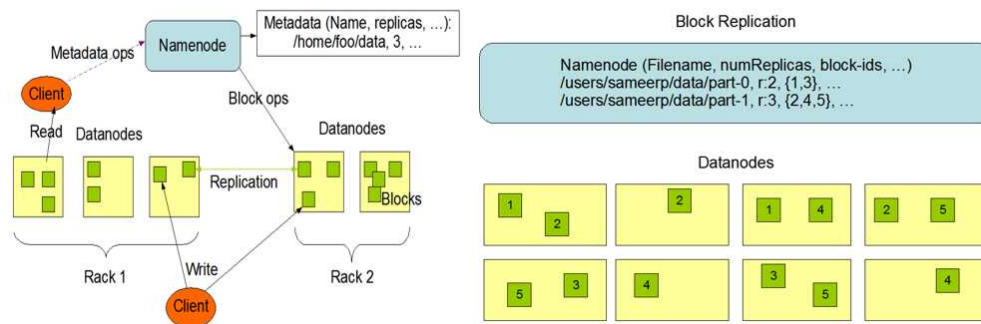 Metadata (Name, replicas, …):
/home/foo/data, 3, …
Namenode
Metadata ops
Client
Block ops
Read
Datanodes
Datanodes
Replication
Blocks
Rack 1
Write
Rack 2
Client
Block Replication
Namenode (Filename, numReplicas, block-ids, …)
/users/sameerp/data/part-0, r:2, {1,3}, …
/users/sameerp/data/part-1, r:3, {2,4,5}, …
Datanodes
1 2 2 1 4 2 5
5 3 4 3 5 4